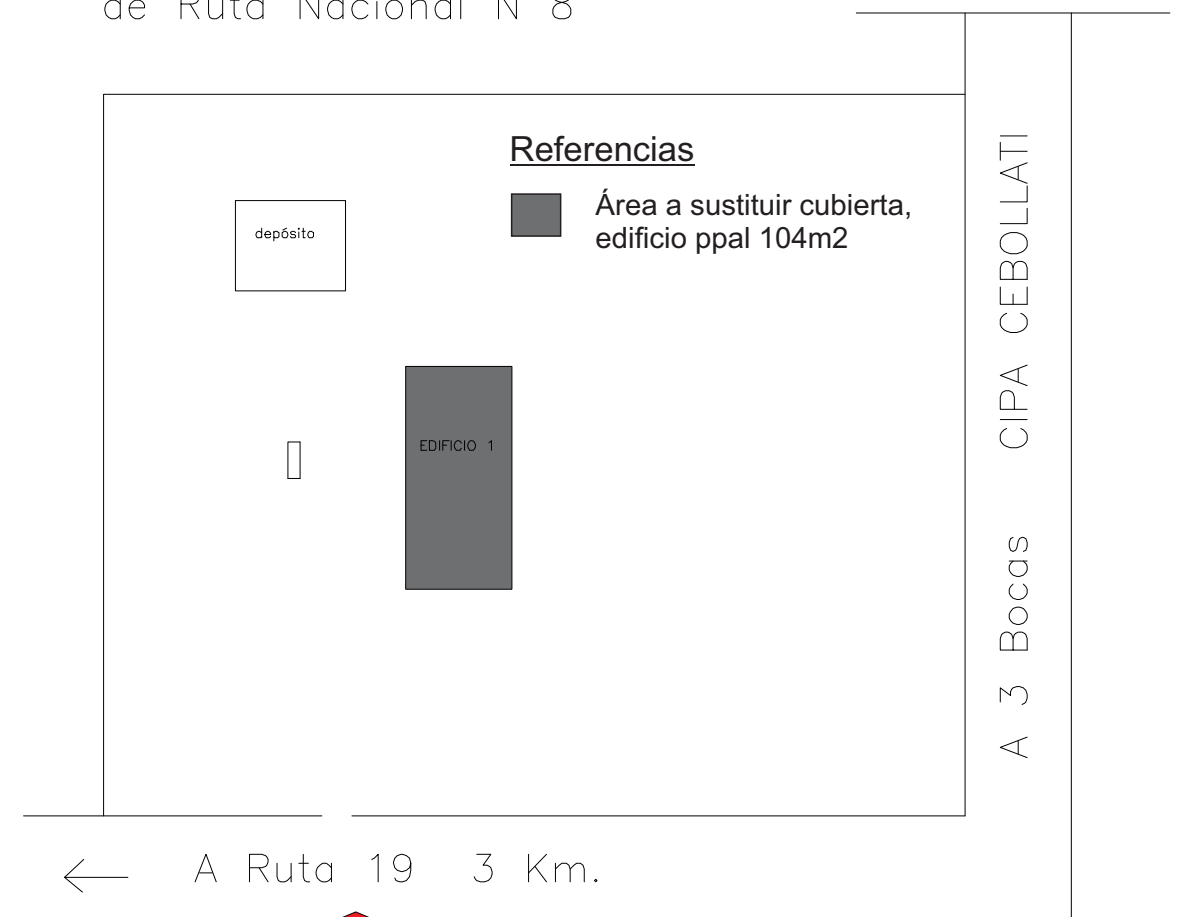 de Ruta Nacional N 8
Referencias
Área a sustituir cubierta,
edificio ppal 104m2
depósito
EDIFICIO 1
A 3 Bocas CIPA CEBOLLATI
A Ruta 19 3 Km.